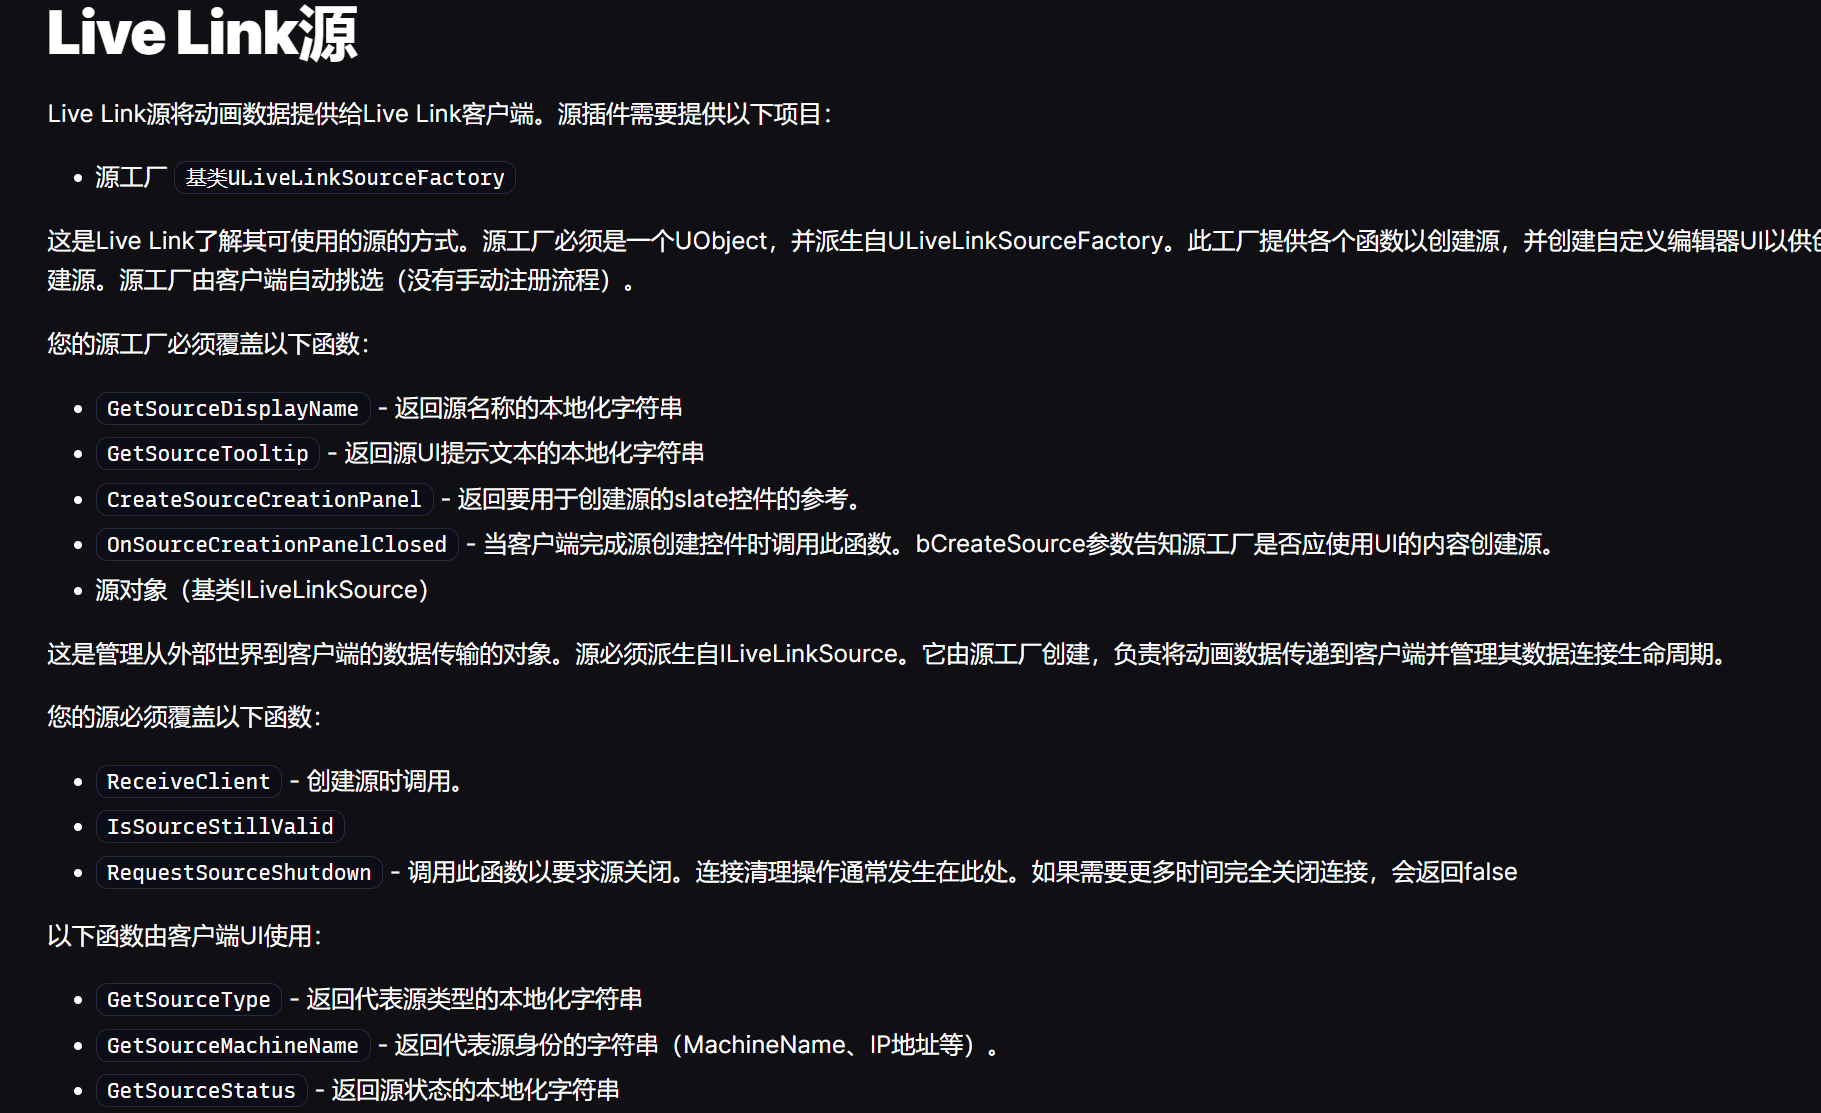 Live Link源
Live Link源将动画数据提供给Live Link客户端。源插件需要提供以下项目：
源工厂 基类ULiveLinkSourceFactory
这是Live Link了解其可使用的源的方式。源工厂必须是一个UObject，并派生自ULiveLinkSourceFactory。此工厂提供各个函数以创建源，并创建自定义编辑器UI以供创
建源。源工厂由客户端自动挑选（没有手动注册流程）。
您的源工厂必须覆盖以下函数：
GetSourceDisplayName - 返回源名称的本地化字符串
GetSourceTooltip - 返回源UI提示文本的本地化字符串
CreateSourceCreationPanel - 返回要用于创建源的slate控件的参考。
OnSourceCreationPanelClosed - 当客户端完成源创建控件时调用此函数。bCreateSource参数告知源工厂是否应使用UI的内容创建源。
源对象（基类ILiveLinkSource）
这是管理从外部世界到客户端的数据传输的对象。源必须派生自ILiveLinkSource。它由源工厂创建，负责将动画数据传递到客户端并管理其数据连接生命周期。
您的源必须覆盖以下函数：
ReceiveClient - 创建源时调用。
IsSourceStillValid
RequestSourceShutdown - 调用此函数以要求源关闭。连接清理操作通常发生在此处。如果需要更多时间完全关闭连接，会返回false
以下函数由客户端UI使用：
GetSourceType - 返回代表源类型的本地化字符串
GetSourceMachineName - 返回代表源身份的字符串（MachineName、IP地址等）。
GetSourceStatus - 返回源状态的本地化字符串